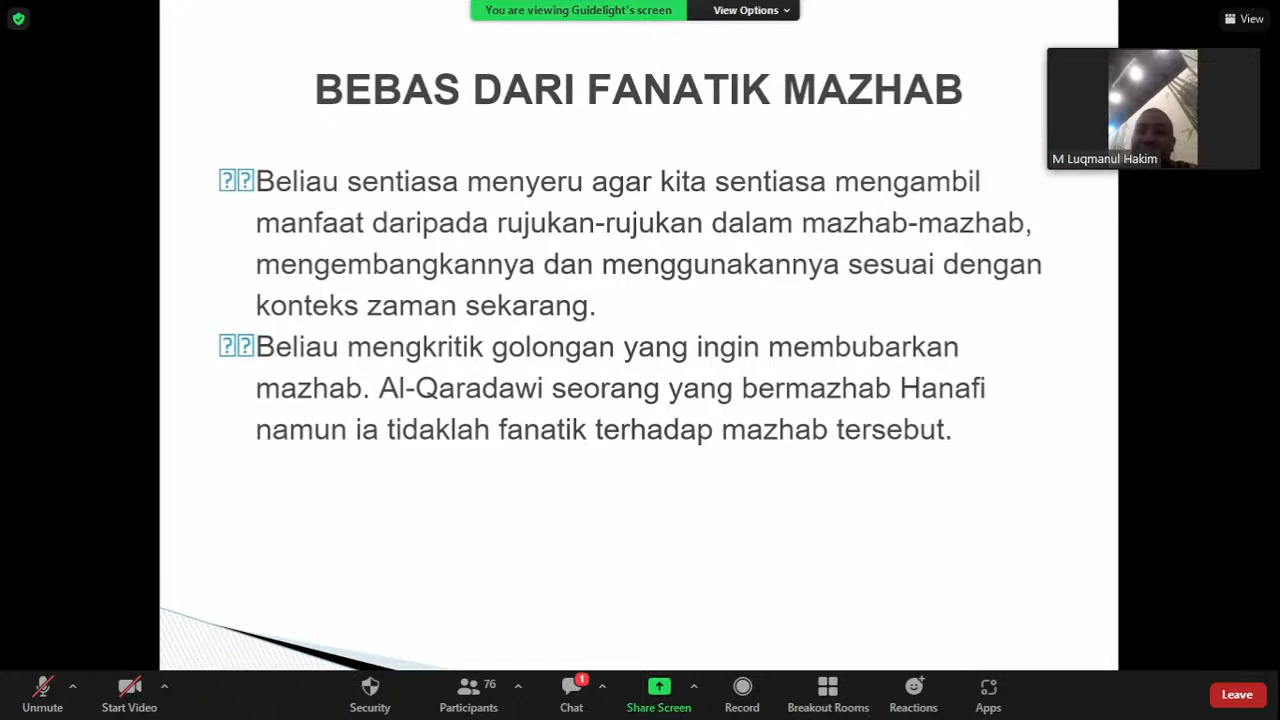 You are viewing Guidelight's screen
View Options
View
BEBAS DARI FANATIK MAZHAB
M Luqmanul Hakim
Beliau sentiasa menyeru agar kita sentiasa mengambil
manfaat daripada rujukan-rujukan dalam mazhab-mazhab,
mengembangkannya dan menggunakannya sesuai dengan
konteks zaman sekarang.
Beliau mengkritik golongan yang ingin membubarkan
mazhab. Al-Qaradawi seorang yang bermazhab Hanafi
namun ia tidaklah fanatik terhadap mazhab tersebut.
Unmute
Start Video
Security
76
Participants
1
Chat
Share Screen
Record
Breakout Rooms
Reactions
Apps
Leave